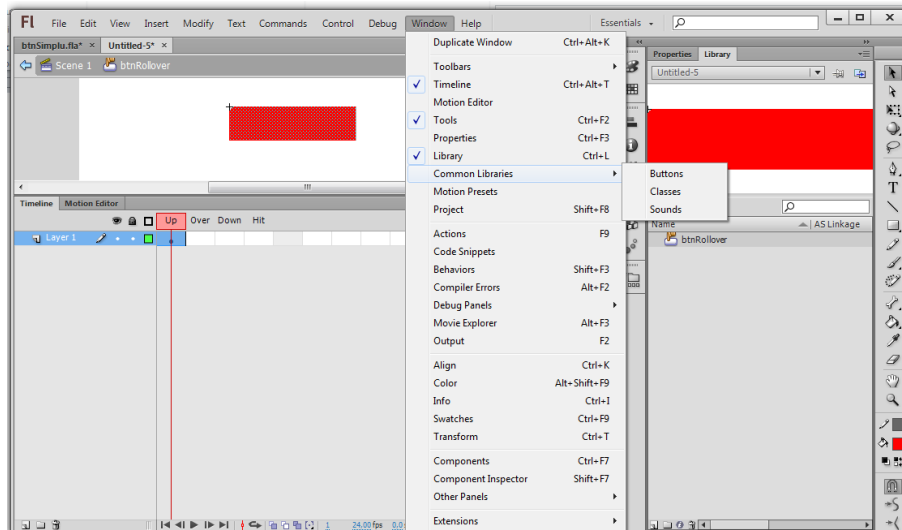 Fl File Edit View Insert Modify Text Commands Control Debug Window Help Essentials
btnSimplu.fla* × Untitled-5* ×
Scene 1 btnRollover
Duplicate Window Ctrl+Alt+K
Toolbars
Timeline Ctrl+Alt+T
Motion Editor
Tools Ctrl+F2
Properties Ctrl+F3
Library Ctrl+L
Common Libraries
Motion Presets
Project Shift+F8
Actions F9
Code Snippets
Behaviors Shift+F3
Compiler Errors Alt+F2
Debug Panels
Movie Explorer Alt+F3
Output F2
Align Ctrl+K
Color Alt+Shift+F9
Info Ctrl+I
Swatches Ctrl+F9
Transform Ctrl+T
Components Ctrl+F7
Component Inspector Shift+F7
Other Panels
Extensions
Buttons
Classes
Sounds
Properties Library
Untitled-5
Name AS Linkage
btnRollover
Timeline Motion Editor
Up Over Down Hit
Layer 1
1 24.00 fps 0.0